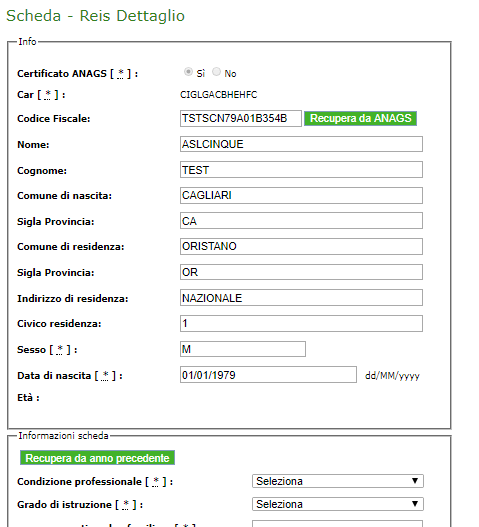 Scheda - Reis Dettaglio
Info
Certificato ANAGS [ * ] : Sì No
Car [ * ] : CIGLGACBHEHFC
Codice Fiscale: TSTSCN79A01B354B Recupera da ANAGS
Nome: ASLCINQUE
Cognome: TEST
Comune di nascita: CAGLIARI
Sigla Provincia: CA
Comune di residenza: ORISTANO
Sigla Provincia: OR
Indirizzo di residenza: NAZIONALE
Civico residenza: 1
Sesso [ * ] : M
Data di nascita [ * ] : 01/01/1979 dd/MM/yyyy
Età :
Informazioni scheda
Recupera da anno precedente
Condizione professionale [ * ] : Seleziona
Grado di istruzione [ * ] : Seleziona